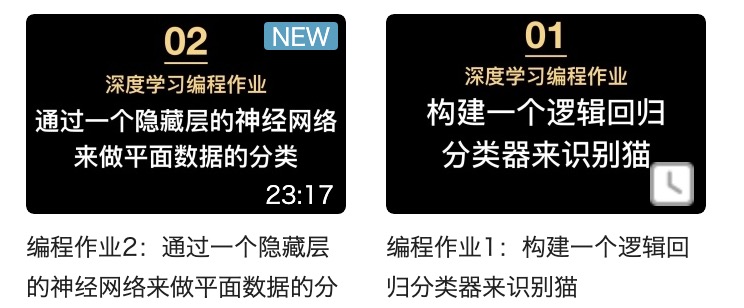 02
NEW
深度学习编程作业
通过一个隐藏层的神经网络
来做平面数据的分类
23:17
编程作业2：通过一个隐藏层
的神经网络来做平面数据的分
01
深度学习编程作业
构建一个逻辑回归
分类器来识别猫
编程作业1：构建一个逻辑回
归分类器来识别猫